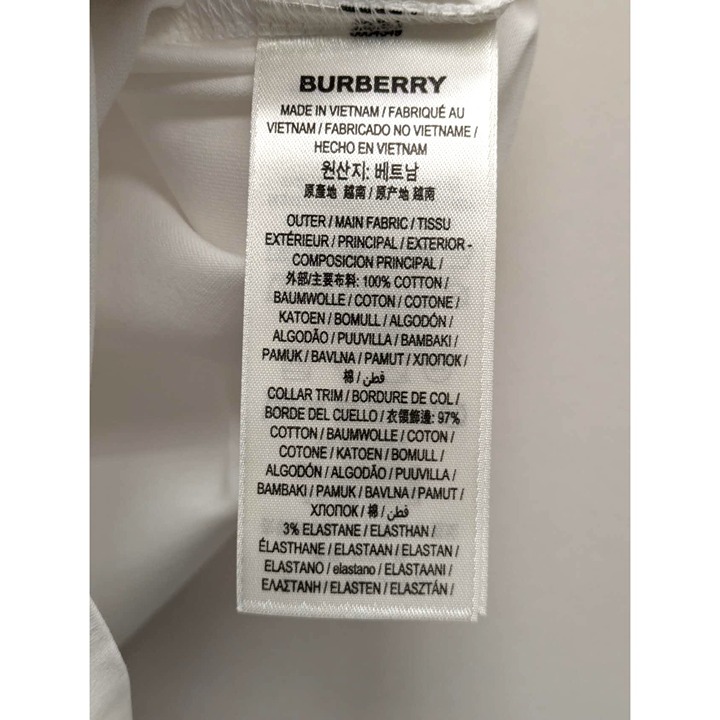 BURBERRY
MADE IN VIETNAM / FABRIQUÉ AU
VIETNAM / FABRICADO NO VIETNAME /
HECHO EN VIETNAM
원산지: 베트남
原產地 越南 / 原产地 越南
OUTER / MAIN FABRIC / TISSU
EXTÉRIEUR / PRINCIPAL / EXTERIOR -
COMPOSICION PRINCIPAL /
外部/主要布料: 100% COTTON /
BAUMWOLLE / COTON / COTONE /
KATOEN / BOMULL / ALGODÓN /
ALGODÃO / PUUVILLA / BAMBAKI /
PAMUK / BAVLNA / PAMUT / ХЛОПОК /
棉 / قطن /
COLLAR TRIM / BORDURE DE COL /
BORDE DEL CUELLO / 衣領飾邊: 97%
COTTON / BAUMWOLLE / COTON /
COTONE / KATOEN / BOMULL /
ALGODÓN / ALGODÃO / PUUVILLA /
BAMBAKI / PAMUK / BAVLNA / PAMUT /
ХЛОПОК / 棉 / قطن /
3% ELASTANE / ELASTHAN /
ÉLASTHANE / ELASTAAN / ELASTAN /
ELASTANO / elastano / ELASTAANI /
ΕΛΑΣΤΑΝΗ / ELASTEN / ELASZTÁN /